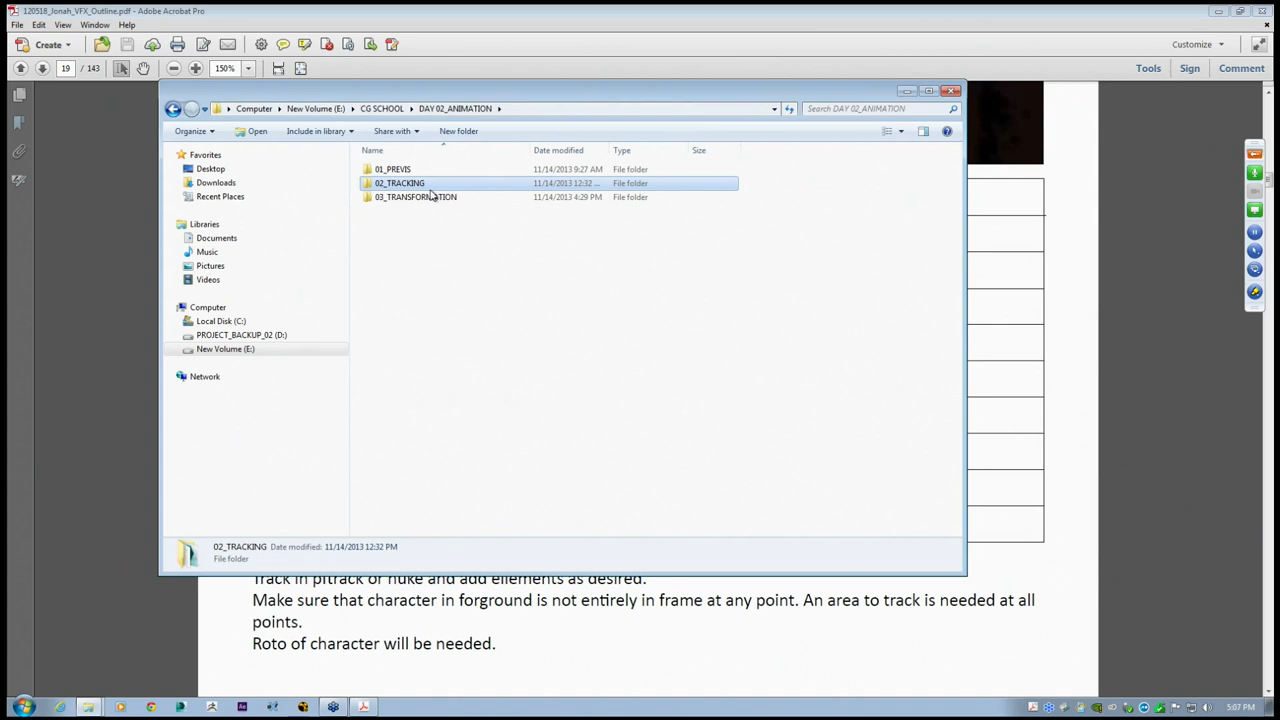 120518_Jonah_VFX_Outline.pdf - Adobe Acrobat Pro
File Edit View Window Help
Create Customize
19 / 143 150% Tools Sign Comment
Computer New Volume (E:) CG SCHOOL DAY 02_ANIMATION Search DAY 02_ANIMATION
Organize Open Include in library Share with New folder
Name Date modified Type Size
Favorites
Desktop
Downloads
Recent Places
Libraries
Documents
Music
Pictures
Videos
Computer
Local Disk (C:)
PROJECT_BACKUP_02 (D:)
New Volume (E:)
Network
01_PREVIS 11/14/2013 9:27 AM File folder
02_TRACKING 11/14/2013 12:32 ... File folder
03_TRANSFORMATION 11/14/2013 4:29 PM File folder
02_TRACKING Date modified: 11/14/2013 12:32 PM
File folder
Track in pftrack or nuke and add ellements as desired.
Make sure that character in forground is not entirely in frame at any point. An area to track is needed at all
points.
Roto of character will be needed.
Ae
5:07 PM